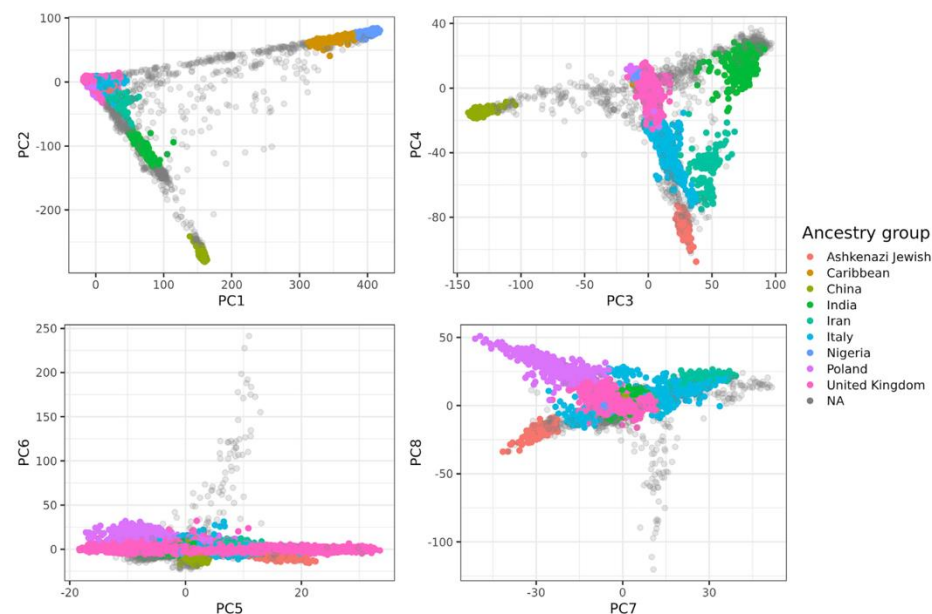 100
0
-100
-200
PC2
0
100
200
300
400
PC1
40
0
-40
-80
PC4
-150
-100
-50
0
50
100
PC3
250
200
150
100
50
0
PC6
-20
0
20
PC5
50
0
-50
-100
PC8
-30
0
30
PC7
Ancestry group
Ashkenazi Jewish
Caribbean
China
India
Iran
Italy
Nigeria
Poland
United Kingdom
NA